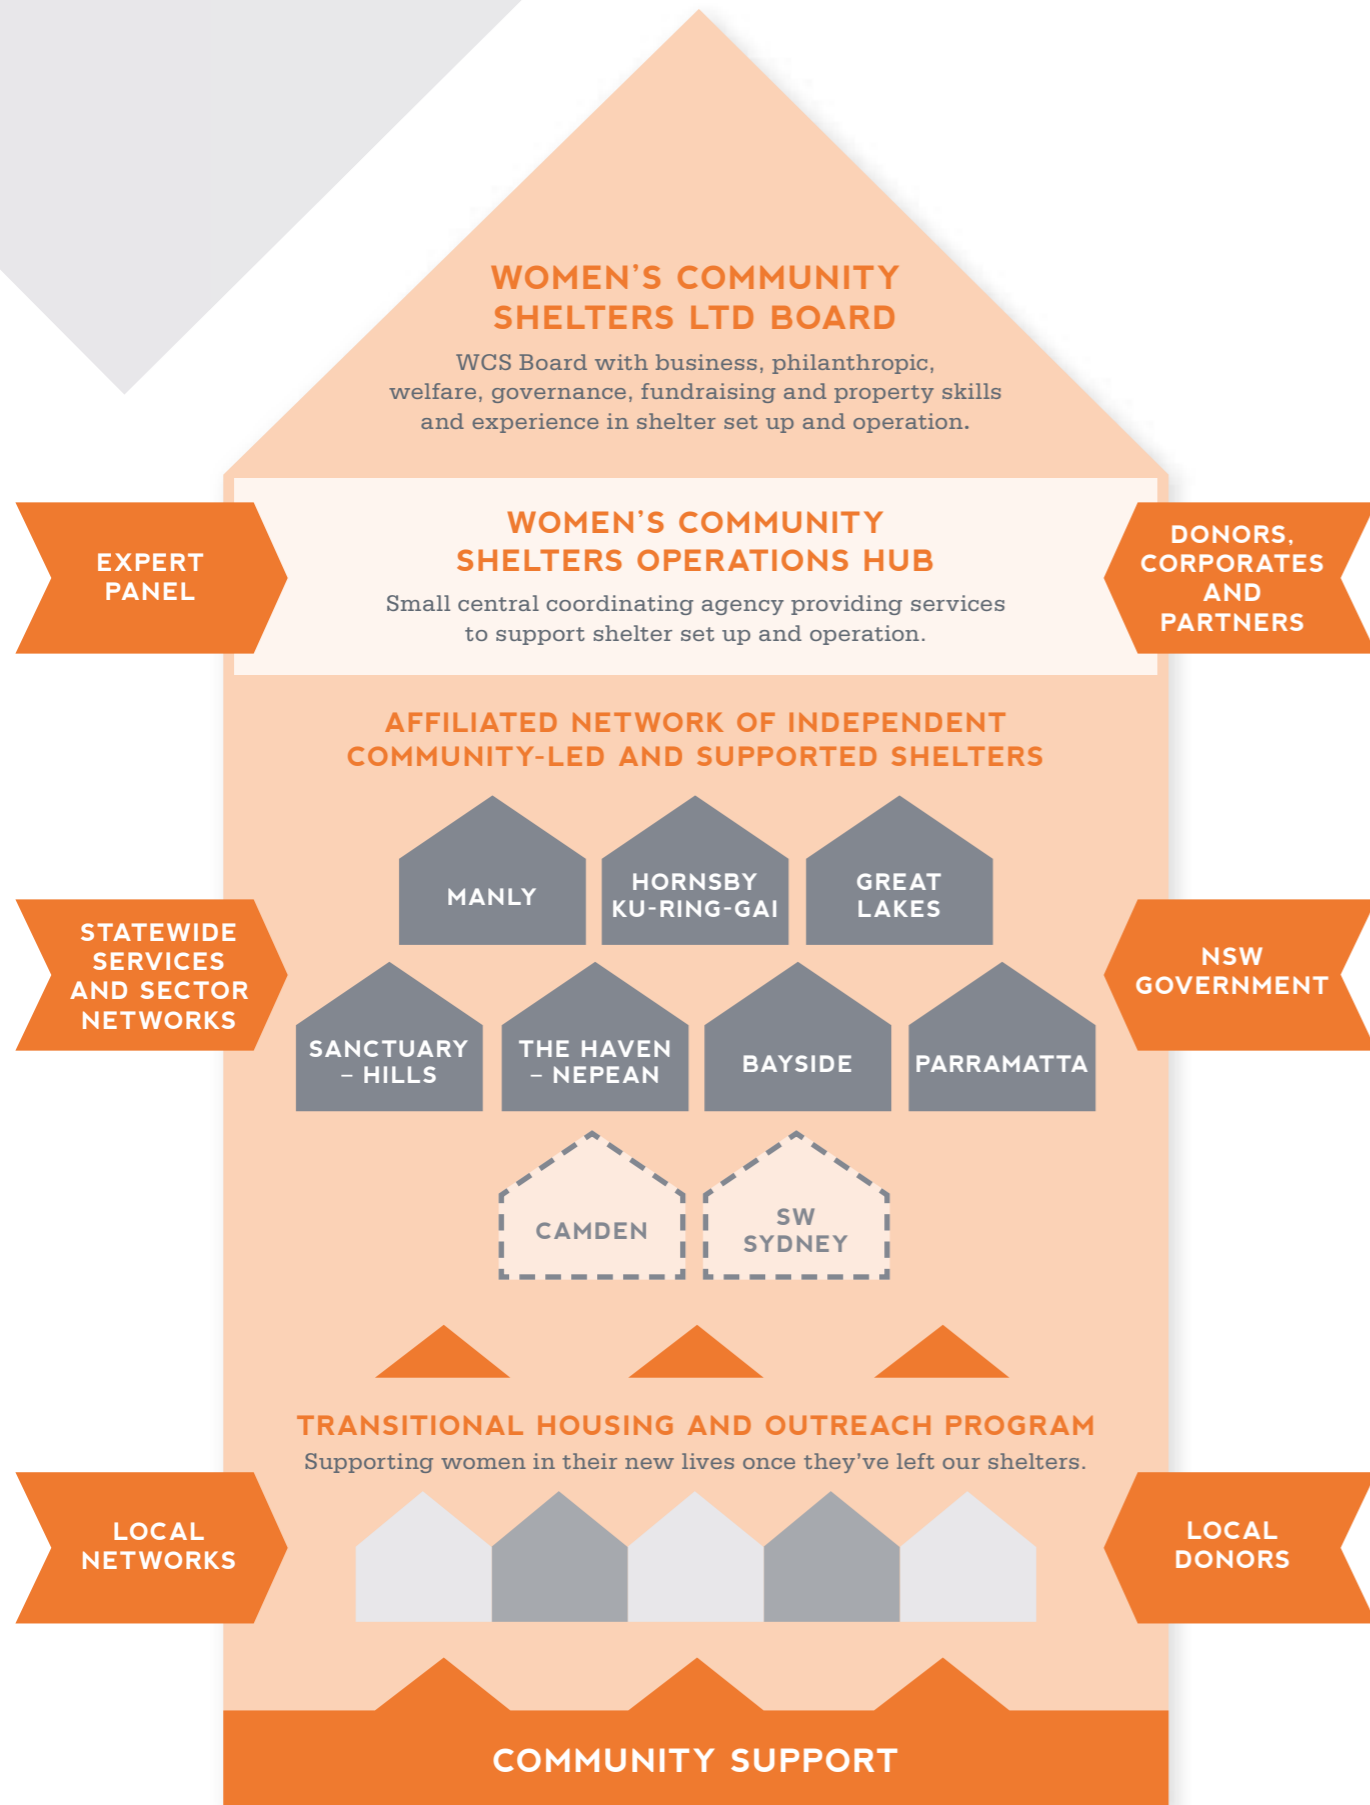 WOMEN'S COMMUNITY
SHELTERS LTD BOARD
WCS Board with business, philanthropic,
welfare, governance, fundraising and property skills
and experience in shelter set up and operation.
EXPERT
PANEL
WOMEN'S COMMUNITY
SHELTERS OPERATIONS HUB
Small central coordinating agency providing services
to support shelter set up and operation.
DONORS,
CORPORATES
AND
PARTNERS
AFFILIATED NETWORK OF INDEPENDENT
COMMUNITY-LED AND SUPPORTED SHELTERS
MANLY
HORNSBY
KU-RING-GAI
GREAT
LAKES
STATEWIDE
SERVICES
AND SECTOR
NETWORKS
SANCTUARY
– HILLS
THE HAVEN
– NEPEAN
BAYSIDE
PARRAMATTA
NSW
GOVERNMENT
CAMDEN
SW
SYDNEY
TRANSITIONAL HOUSING AND OUTREACH PROGRAM
Supporting women in their new lives once they've left our shelters.
LOCAL
NETWORKS
LOCAL
DONORS
COMMUNITY SUPPORT